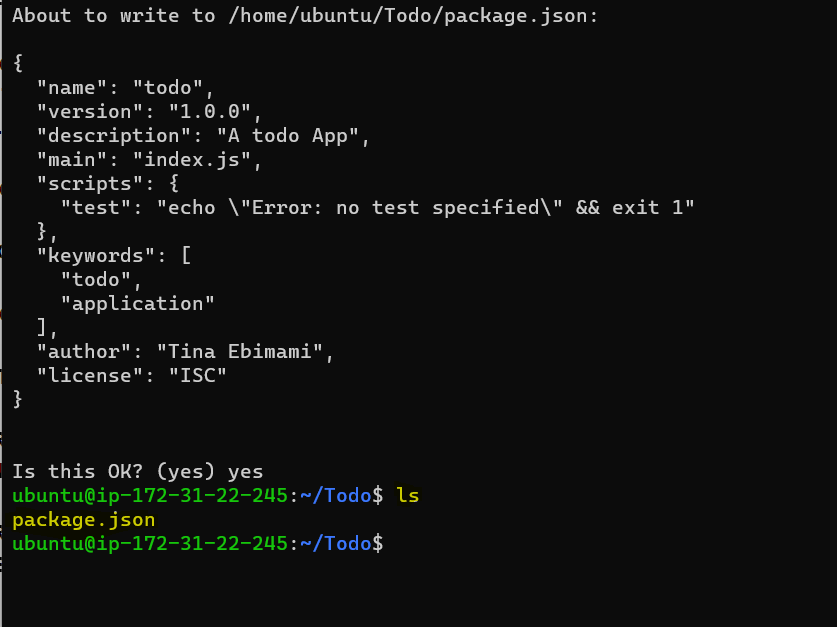 About to write to /home/ubuntu/Todo/package.json:
{
  "name": "todo",
  "version": "1.0.0",
  "description": "A todo App",
  "main": "index.js",
  "scripts": {
    "test": "echo \"Error: no test specified\" && exit 1"
  },
  "keywords": [
    "todo",
    "application"
  ],
  "author": "Tina Ebimami",
  "license": "ISC"
}
Is this OK? (yes) yes
ubuntu@ip-172-31-22-245:~/Todo$ ls
package.json
ubuntu@ip-172-31-22-245:~/Todo$